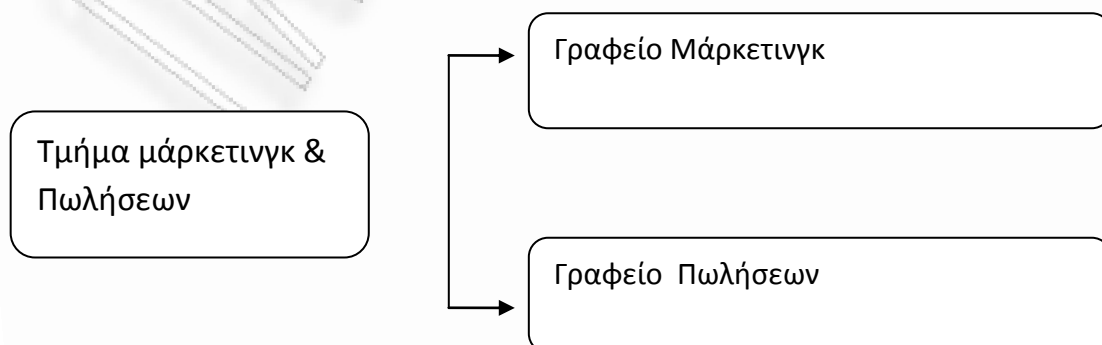 Γραφείο Μάρκετινγκ
Τμήμα μάρκετινγκ &
Πωλήσεων
Γραφείο  Πωλήσεων